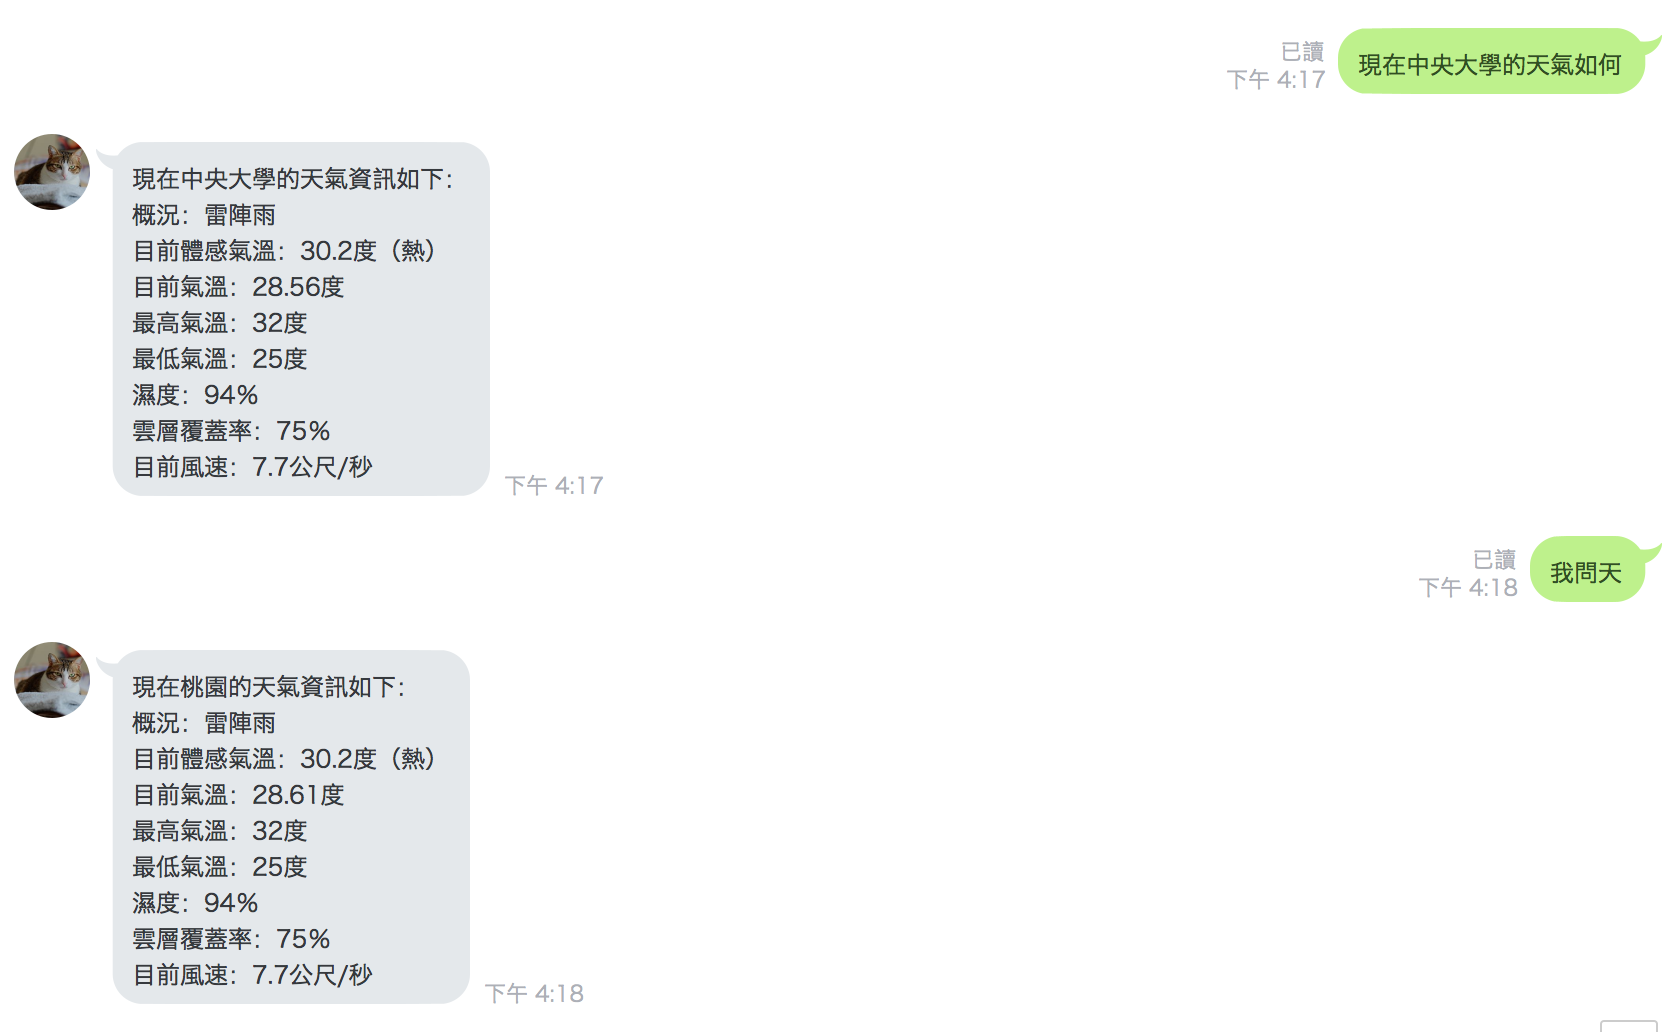 已讀
下午 4:17
現在中央大學的天氣如何
現在中央大學的天氣資訊如下：
概況：雷陣雨
目前體感氣溫：30.2度（熱）
目前氣溫：28.56度
最高氣溫：32度
最低氣溫：25度
濕度：94%
雲層覆蓋率：75%
目前風速：7.7公尺/秒
下午 4:17
已讀
下午 4:18
我問天
現在桃園的天氣資訊如下：
概況：雷陣雨
目前體感氣溫：30.2度（熱）
目前氣溫：28.61度
最高氣溫：32度
最低氣溫：25度
濕度：94%
雲層覆蓋率：75%
目前風速：7.7公尺/秒
下午 4:18